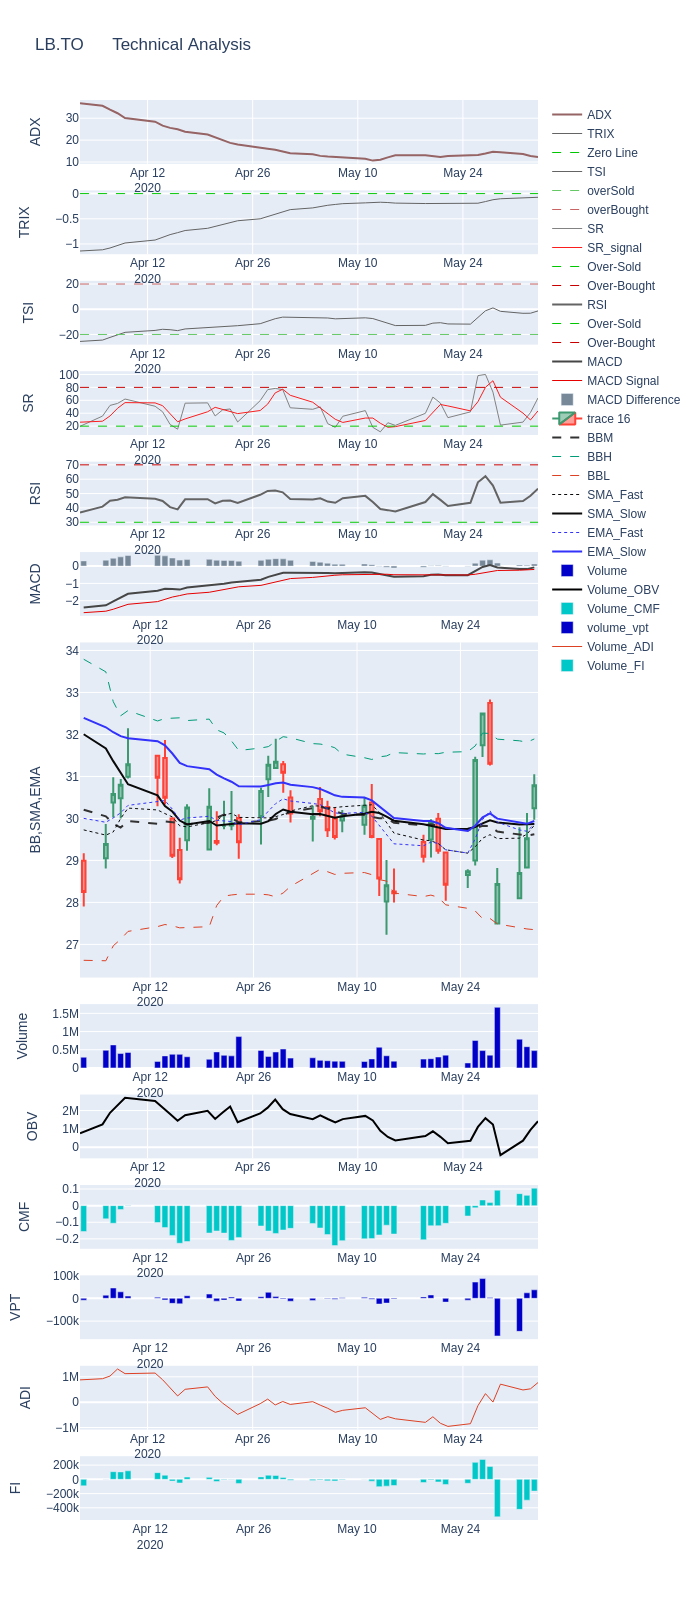 LB.TO Technical Analysis
ADX
30
20
10
Apr 12
2020
Apr 26
May 10
May 24
TRIX
0
−0.5
−1
Apr 12
2020
Apr 26
May 10
May 24
TSI
20
0
−20
Apr 12
2020
Apr 26
May 10
May 24
SR
100
80
60
40
20
Apr 12
2020
Apr 26
May 10
May 24
RSI
70
60
50
40
30
Apr 12
2020
Apr 26
May 10
May 24
MACD
0
−1
−2
Apr 12
2020
Apr 26
May 10
May 24
BB,SMA,EMA
34
33
32
31
30
29
28
27
Apr 12
2020
Apr 26
May 10
May 24
Volume
1.5M
1M
0.5M
0
Apr 12
2020
Apr 26
May 10
May 24
OBV
2M
1M
0
Apr 12
2020
Apr 26
May 10
May 24
CMF
0.1
0
−0.1
−0.2
Apr 12
2020
Apr 26
May 10
May 24
VPT
100k
0
−100k
Apr 12
2020
Apr 26
May 10
May 24
ADI
1M
0
−1M
Apr 12
2020
Apr 26
May 10
May 24
FI
200k
0
−200k
−400k
Apr 12
2020
Apr 26
May 10
May 24
ADX
TRIX
Zero Line
TSI
overSold
overBought
SR
SR_signal
Over-Sold
Over-Bought
RSI
Over-Sold
Over-Bought
MACD
MACD Signal
MACD Difference
trace 16
BBM
BBH
BBL
SMA_Fast
SMA_Slow
EMA_Fast
EMA_Slow
Volume
Volume_OBV
Volume_CMF
volume_vpt
Volume_ADI
Volume_FI